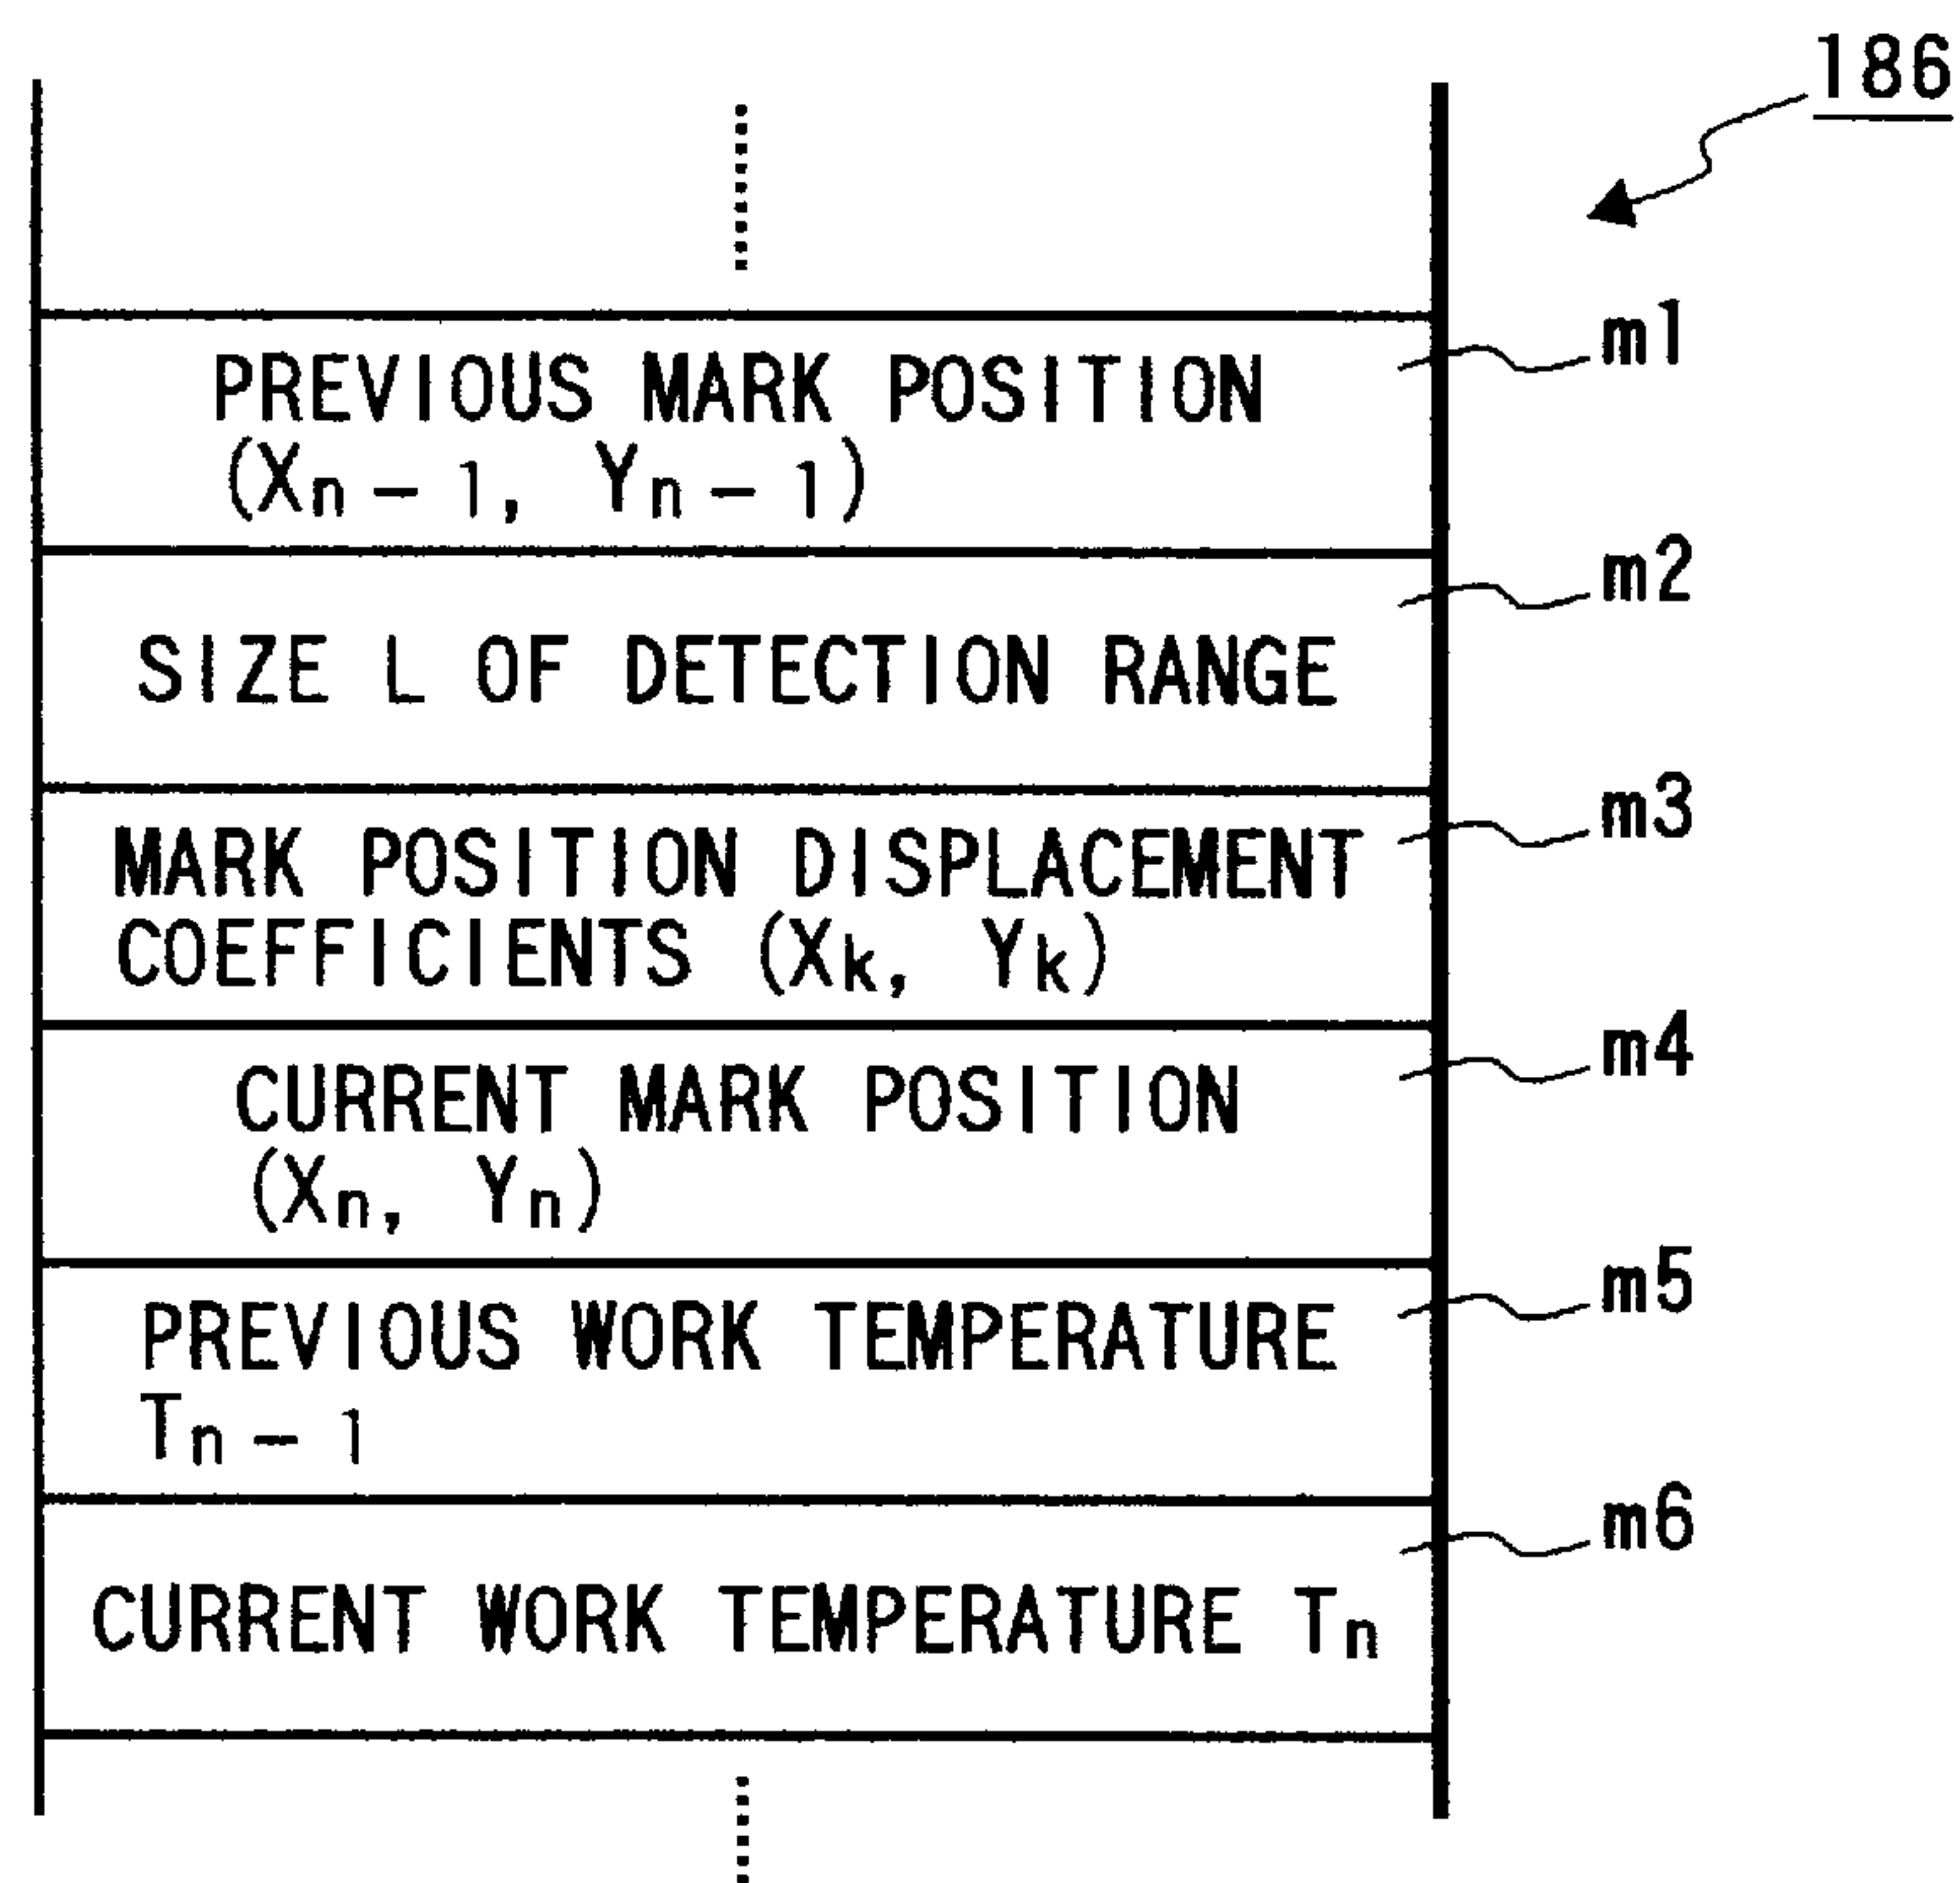 186
PREVIOUS MARK POSITION
(Xn-1, Yn-1)
m1
SIZE L OF DETECTION RANGE
m2
MARK POSITION DISPLACEMENT
COEFFICIENTS (Xk, Yk)
m3
CURRENT MARK POSITION
(Xn, Yn)
m4
PREVIOUS WORK TEMPERATURE
Tn-1
m5
CURRENT WORK TEMPERATURE Tn
m6